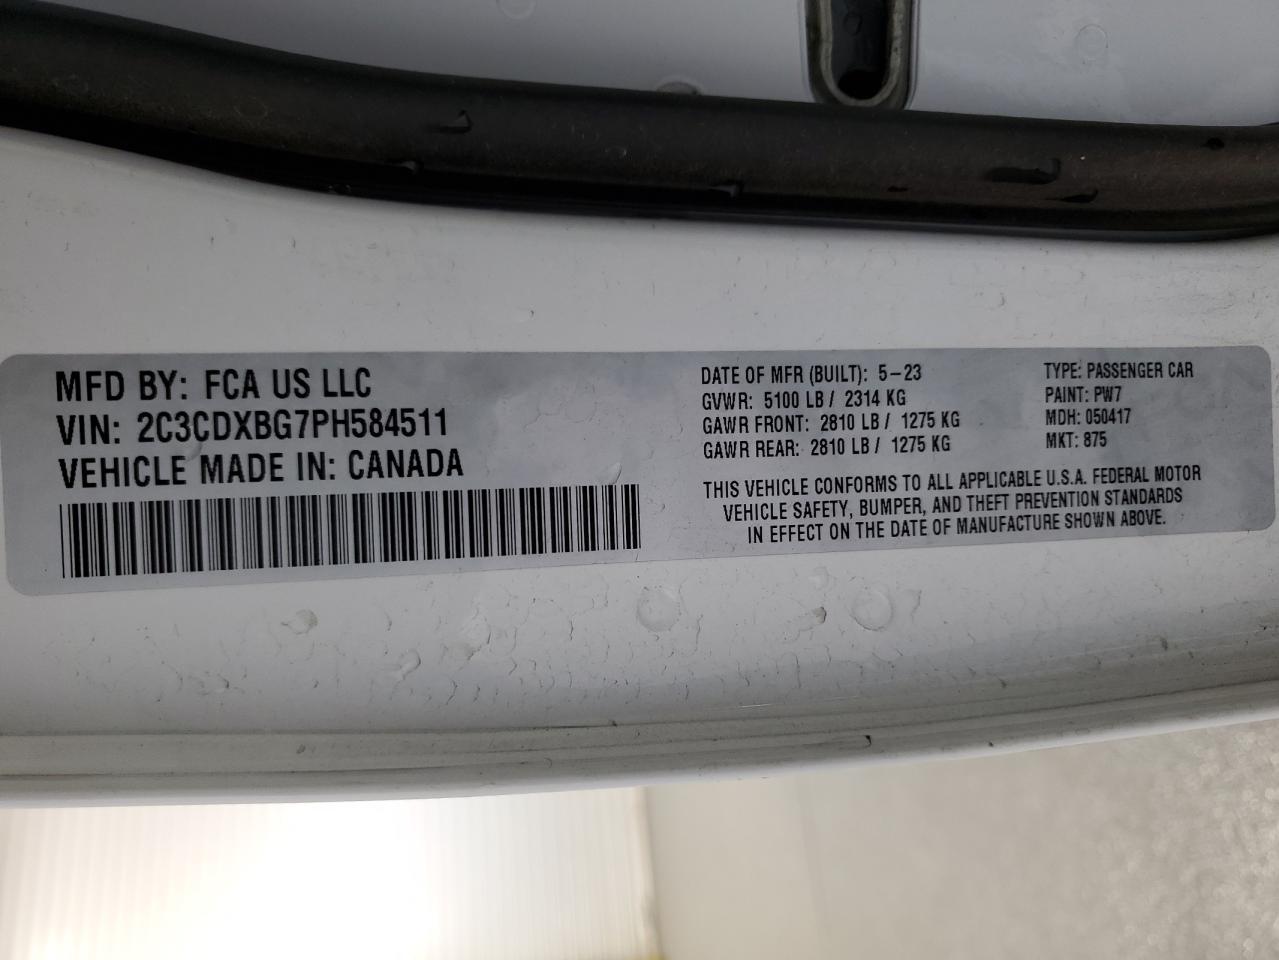 MFD BY: FCA US LLC
VIN: 2C3CDXBG7PH584511
VEHICLE MADE IN: CANADA
DATE OF MFR (BUILT): 5-23
GVWR: 5100 LB / 2314 KG
GAWR FRONT: 2810 LB / 1275 KG
GAWR REAR: 2810 LB / 1275 KG
TYPE: PASSENGER CAR
PAINT: PW7
MDH: 050417
MKT: 875
THIS VEHICLE CONFORMS TO ALL APPLICABLE U.S.A. FEDERAL MOTOR
VEHICLE SAFETY, BUMPER, AND THEFT PREVENTION STANDARDS
IN EFFECT ON THE DATE OF MANUFACTURE SHOWN ABOVE.